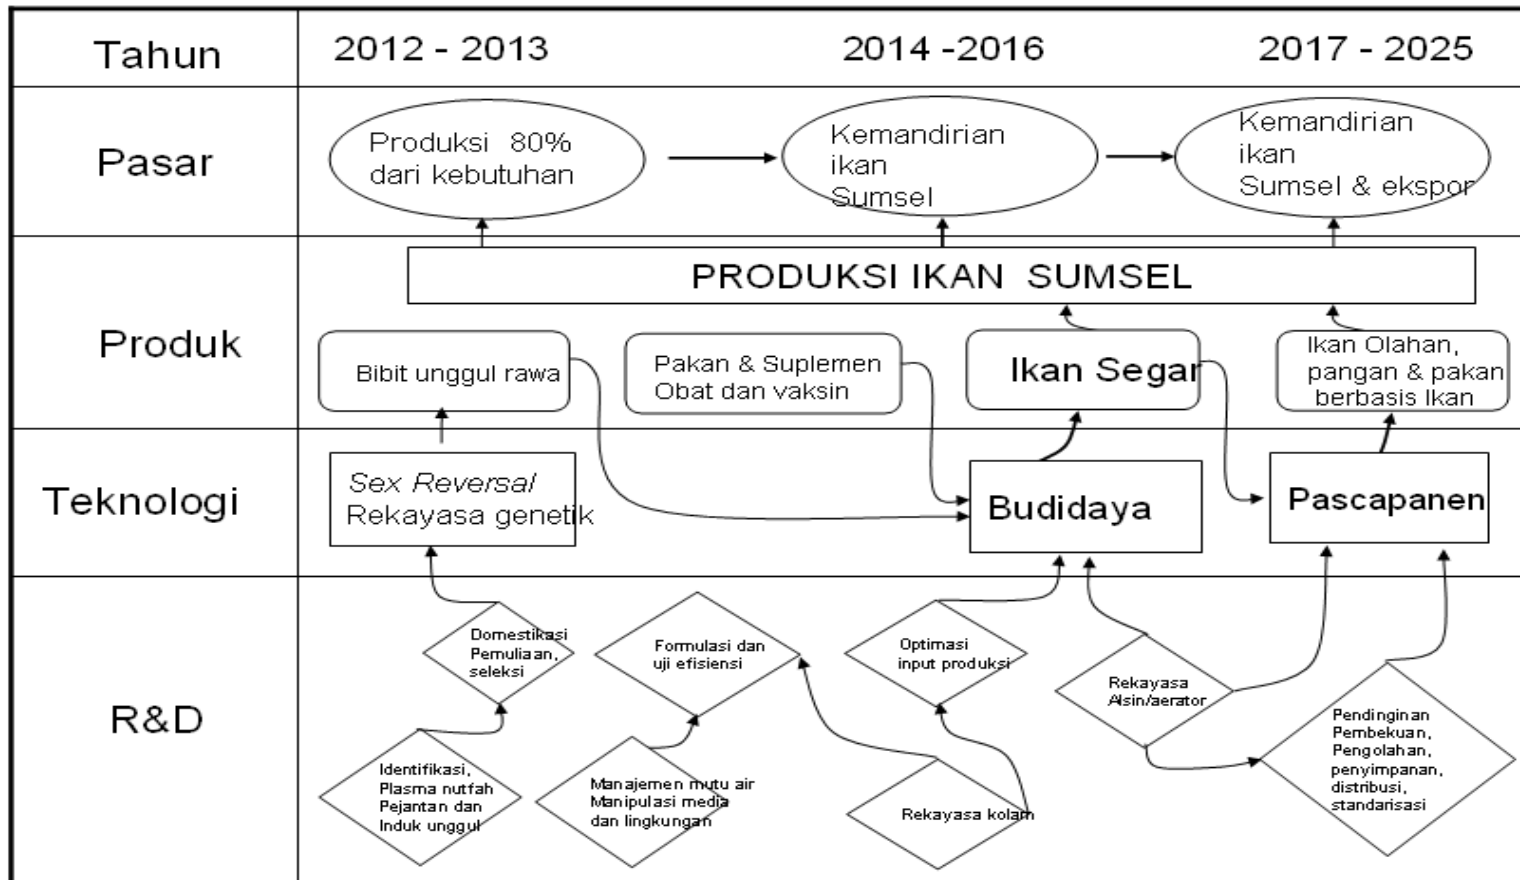 Tahun
2012 - 2013
2014 -2016
2017 - 2025
Pasar
Produksi 80%
dari kebutuhan
Kemandirian
ikan
Sumsel
Kemandirian
ikan
Sumsel & ekspor
Produk
PRODUKSI IKAN SUMSEL
Bibit unggul rawa
Pakan & Suplemen
Obat dan vaksin
Ikan Segar
Ikan Olahan,
pangan & pakan
berbasis Ikan
Teknologi
Sex Reversal
Rekayasa genetik
Budidaya
Pascapanen
R&D
Domestikasi
Pemuliaan,
seleksi
Formulasi dan
uji efisiensi
Optimasi
input produksi
Rekayasa
Alsin/aerator
Identifikasi,
Plasma nutfah
Pejantan dan
Induk unggul
Manajemen mutu air
Manipulasi media
dan lingkungan
Rekayasa kolam
Pendinginan
Pembekuan,
Pengolahan,
penyimpanan,
distribusi,
standarisasi